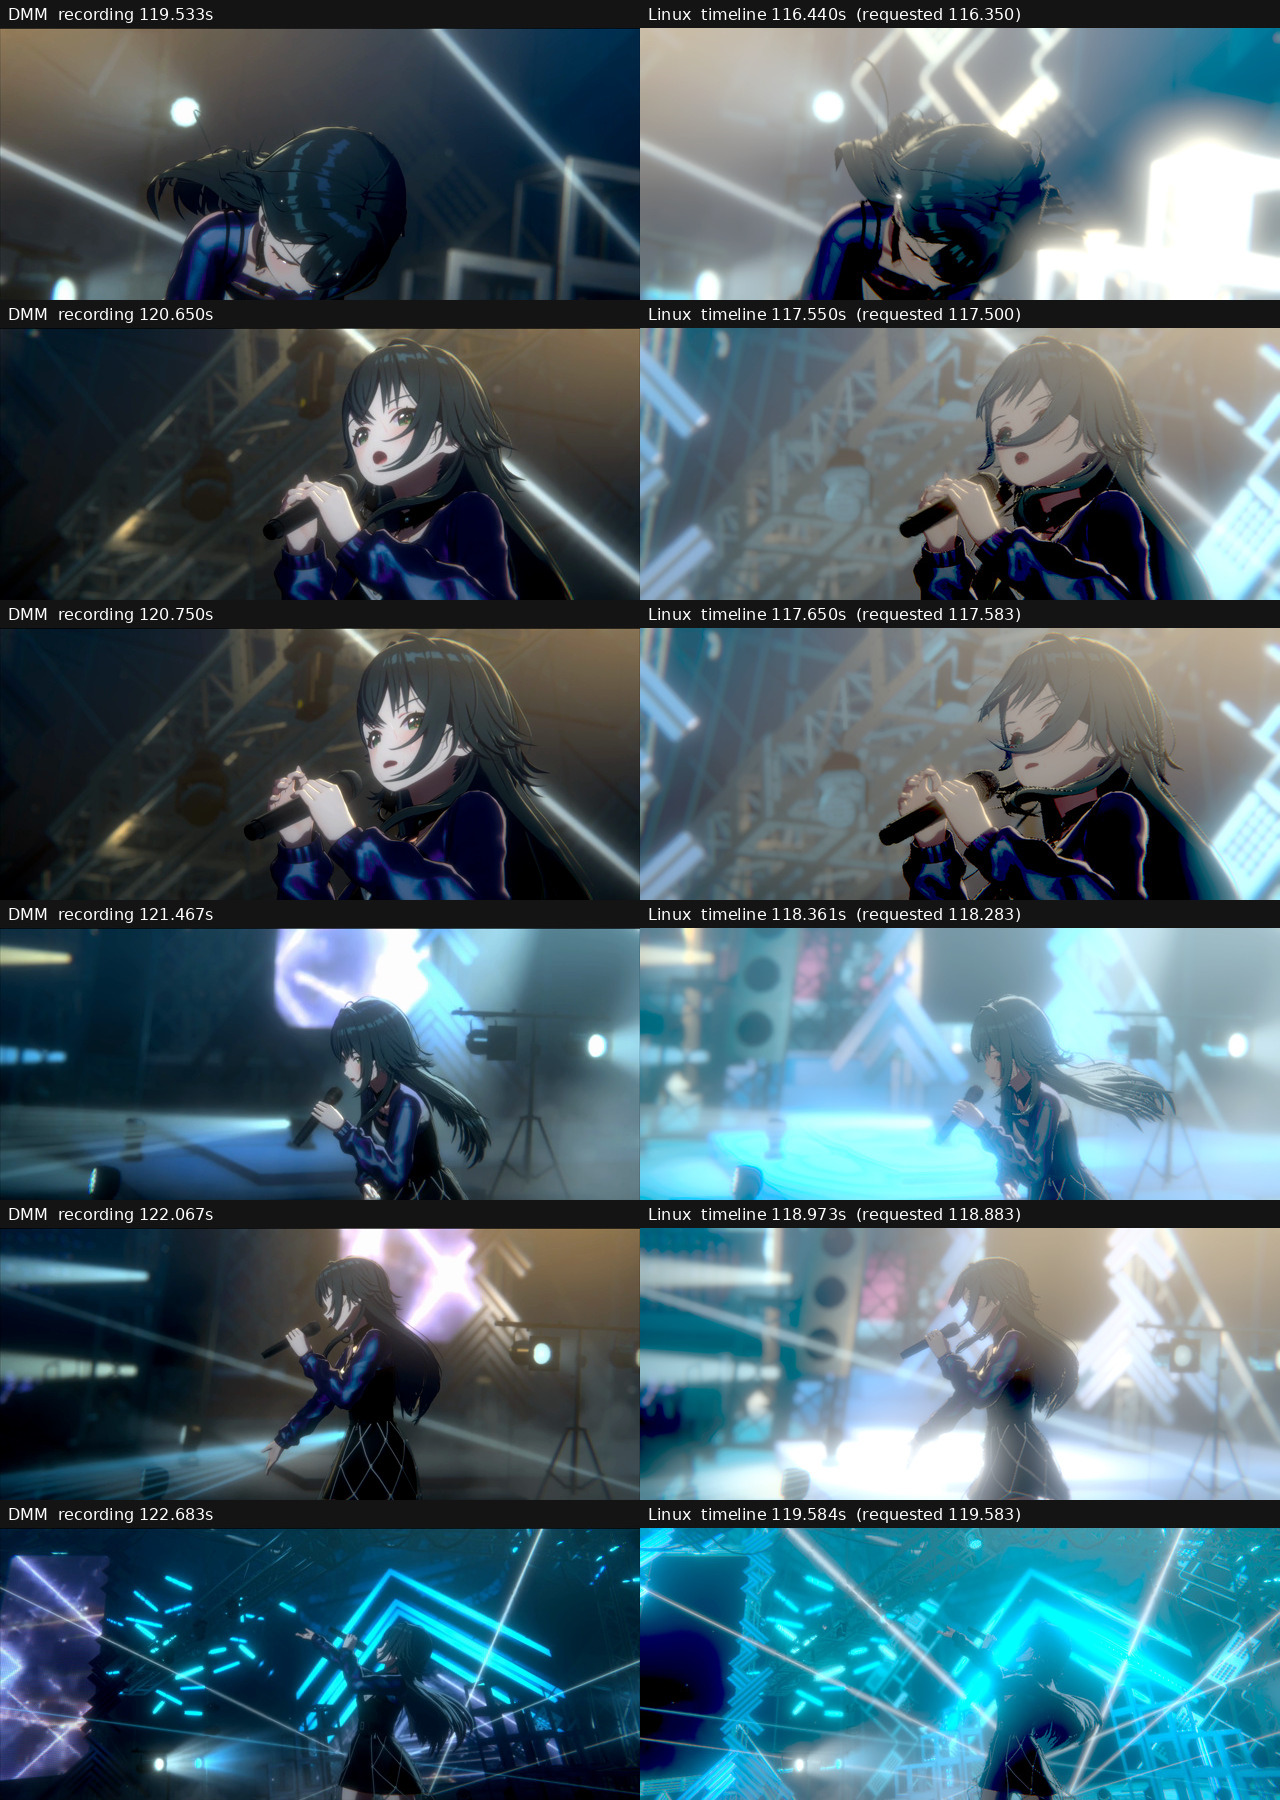 DMM  recording 119.533s
Linux  timeline 116.440s  (requested 116.350)
DMM  recording 120.650s
Linux  timeline 117.550s  (requested 117.500)
DMM  recording 120.750s
Linux  timeline 117.650s  (requested 117.583)
DMM  recording 121.467s
Linux  timeline 118.361s  (requested 118.283)
DMM  recording 122.067s
Linux  timeline 118.973s  (requested 118.883)
DMM  recording 122.683s
Linux  timeline 119.584s  (requested 119.583)